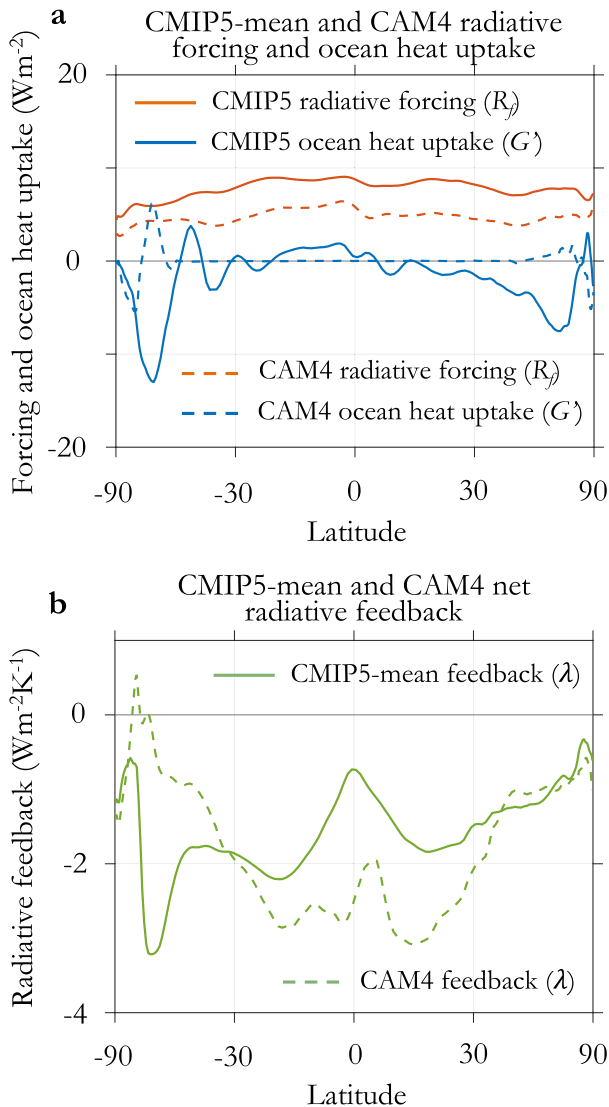 a
CMIP5-mean and CAM4 radiative
forcing and ocean heat uptake
Forcing and ocean heat uptake (Wm⁻²)
20
CMIP5 radiative forcing (R_f)
CMIP5 ocean heat uptake (G')
0
CAM4 radiative forcing (R_f)
CAM4 ocean heat uptake (G')
-20
-90 -30 0 30 90
Latitude
b
CMIP5-mean and CAM4 net
radiative feedback
Radiative feedback (Wm⁻²K⁻¹)
CMIP5-mean feedback (λ)
0
-2
CAM4 feedback (λ)
-4
-90 -30 0 30 90
Latitude